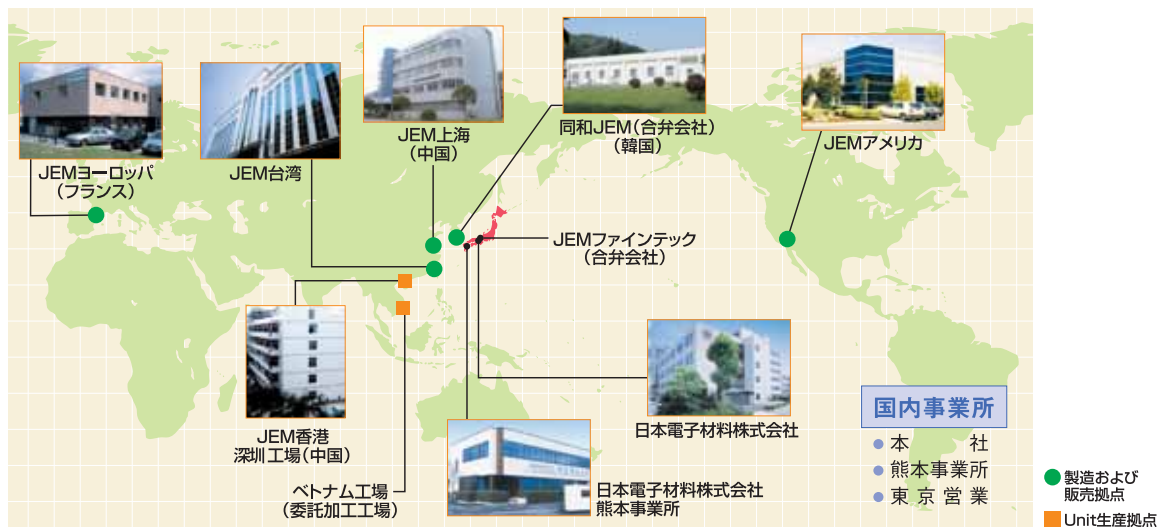 JEMヨーロッパ
(フランス)
JEM台湾
JEM上海
(中国)
同和JEM(合弁会社)
(韓国)
JEMアメリカ
JEMファインテック
(合弁会社)
JEM香港
深圳工場(中国)
ベトナム工場
(委託加工工場)
日本電子材料株式会社
熊本事業所
日本電子材料株式会社
国内事業所
●本 社
●熊本事業所
●東京営業
製造および
販売拠点
Unit生産拠点